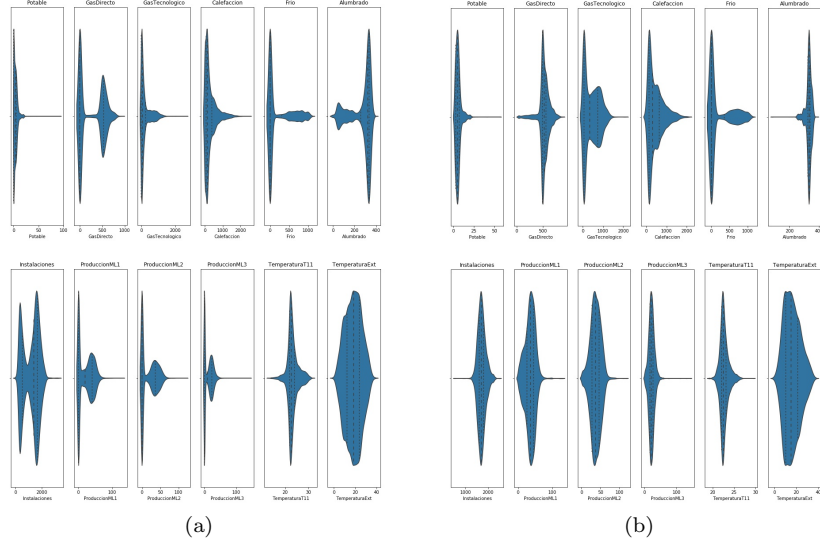 Potable GasDirecto GasTecnologico Calefaccion Frio Alumbrado
0 50 100 0 500 1000 0 2000 0 1000 2000 0 500 1000 0 200 400
Potable GasDirecto GasTecnologico Calefaccion Frio Alumbrado
Instalaciones ProduccionML1 ProduccionML2 ProduccionML3 TemperaturaT11 TemperaturaExt
0 2000 0 100 0 50 100 0 100 20 30 0 20 40
Instalaciones ProduccionML1 ProduccionML2 ProduccionML3 TemperaturaT11 TemperaturaExt
(a)
Potable GasDirecto GasTecnologico Calefaccion Frio Alumbrado
0 25 50 0 500 0 1000 2000 0 1000 2000 0 500 1000 200
Potable GasDirecto GasTecnologico Calefaccion Frio Alumbrado
Instalaciones ProduccionML1 ProduccionML2 ProduccionML3 TemperaturaT11 TemperaturaExt
1000 2000 0 100 0 50 100 0 100 20 25 30 0 20 40
Instalaciones ProduccionML1 ProduccionML2 ProduccionML3 TemperaturaT11 TemperaturaExt
(b)